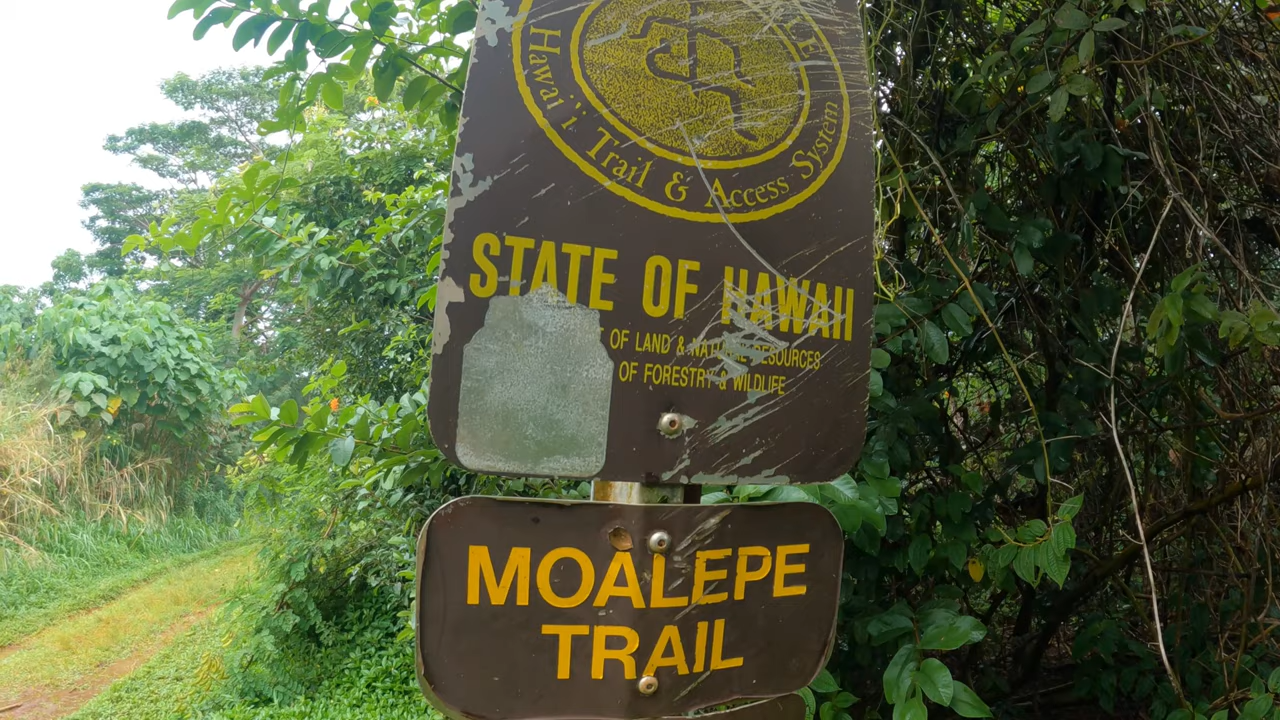 Hawai'i Trail & Access System
STATE OF HAWAII
OF LAND & NATURAL RESOURCES
OF FORESTRY & WILDLIFE
MOALEPE
TRAIL